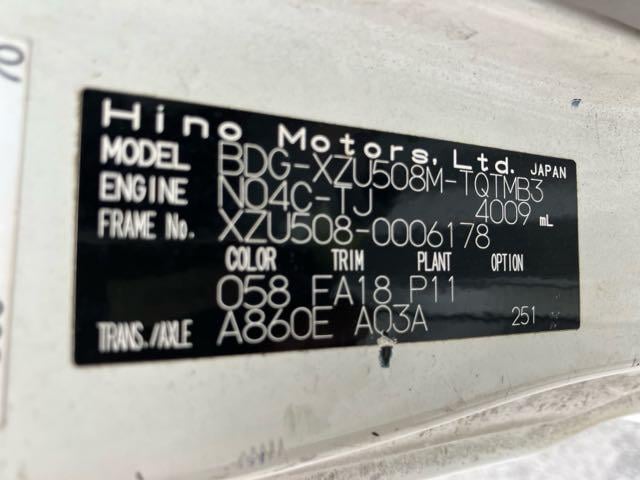 Hino Motors, Ltd. JAPAN
MODEL BDG-XZU508M-TQTMB3
ENGINE N04C-TJ 4009 mL
FRAME No. XZU508-0006178
COLOR TRIM PLANT OPTION
058 FA18 P11
TRANS./AXLE A860E A03A 251